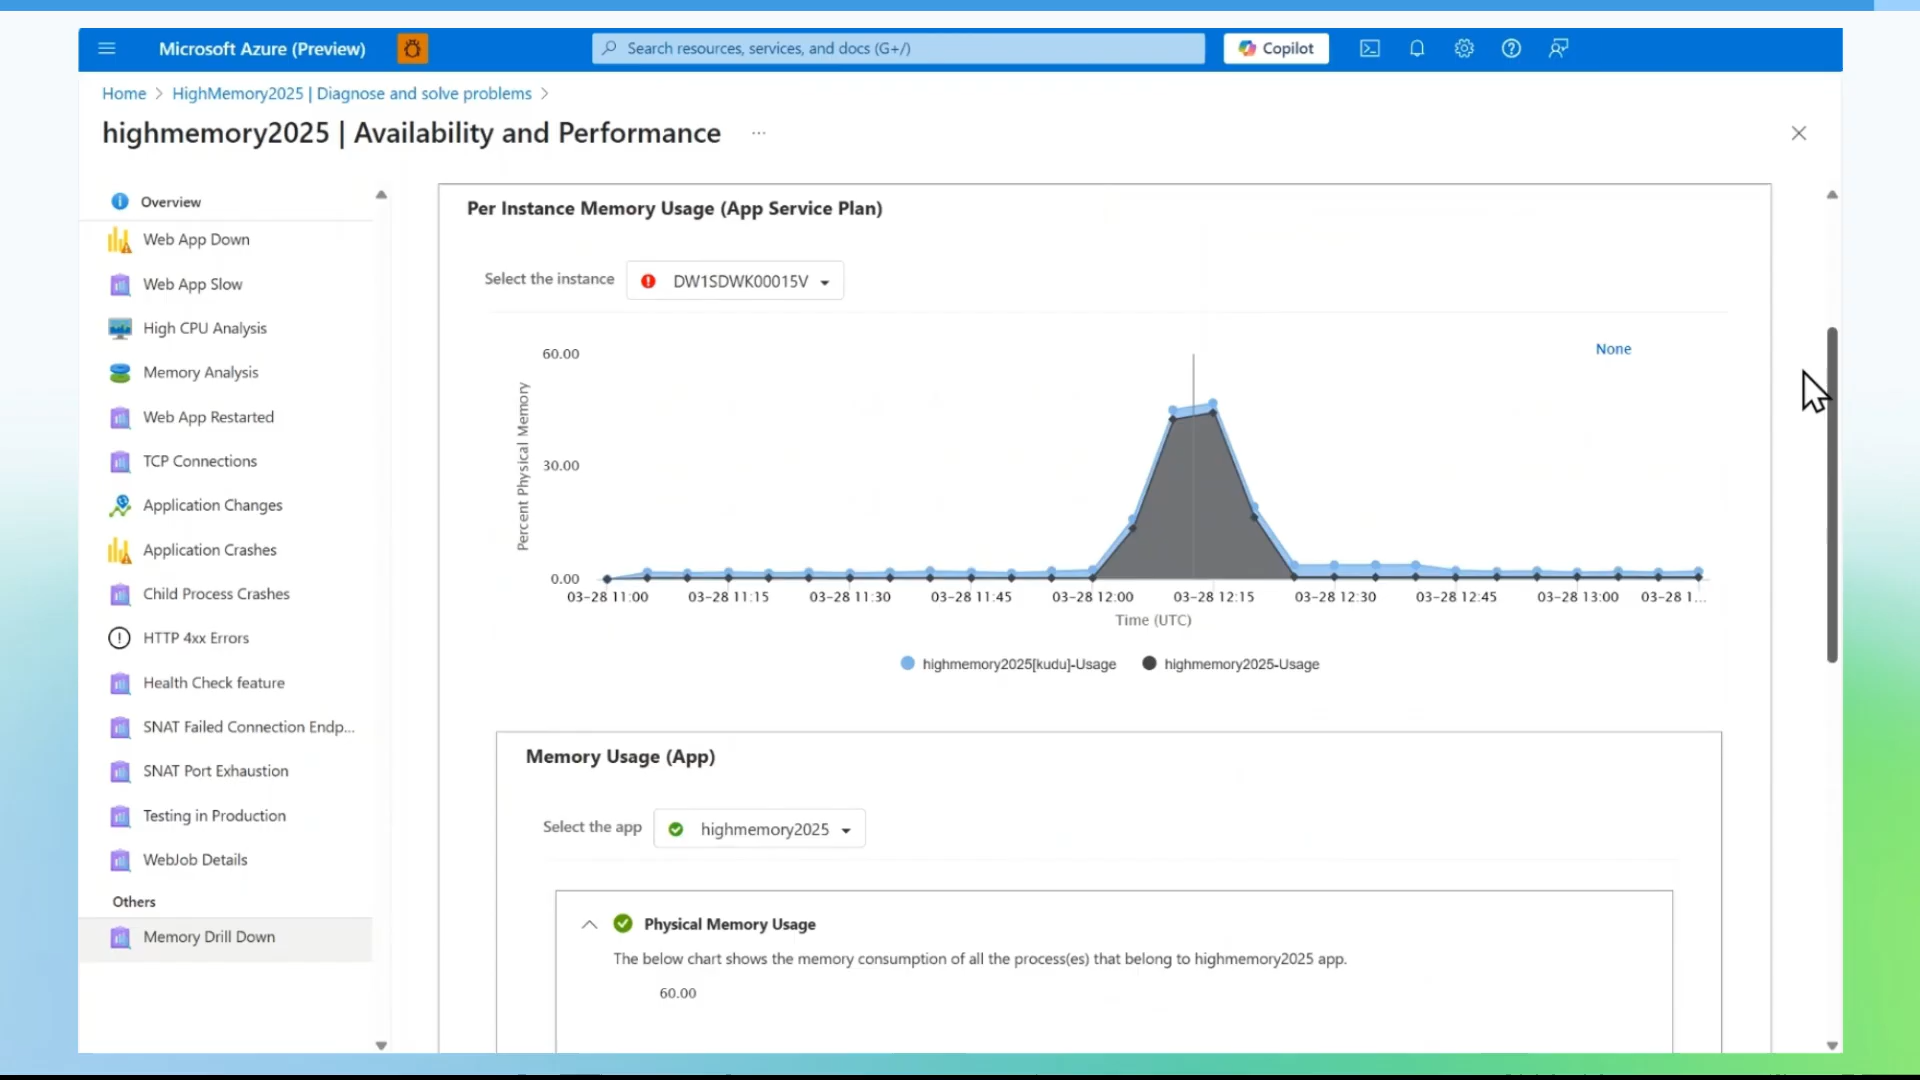 Microsoft Azure (Preview)
Search resources, services, and docs (G+/)
Copilot
Home > HighMemory2025 | Diagnose and solve problems >
highmemory2025 | Availability and Performance ...
Overview
Web App Down
Web App Slow
High CPU Analysis
Memory Analysis
Web App Restarted
TCP Connections
Application Changes
Application Crashes
Child Process Crashes
HTTP 4xx Errors
Health Check feature
SNAT Failed Connection Endp...
SNAT Port Exhaustion
Testing in Production
WebJob Details
Others
Memory Drill Down
Per Instance Memory Usage (App Service Plan)
Select the instance DW1SDWK00015V
None
Percent Physical Memory
60.00
30.00
0.00
03-28 11:00 03-28 11:15 03-28 11:30 03-28 11:45 03-28 12:00 03-28 12:15 03-28 12:30 03-28 12:45 03-28 13:00 03-28 1...
Time (UTC)
highmemory2025[kudu]-Usage highmemory2025-Usage
Memory Usage (App)
Select the app highmemory2025
Physical Memory Usage
The below chart shows the memory consumption of all the process(es) that belong to highmemory2025 app.
60.00